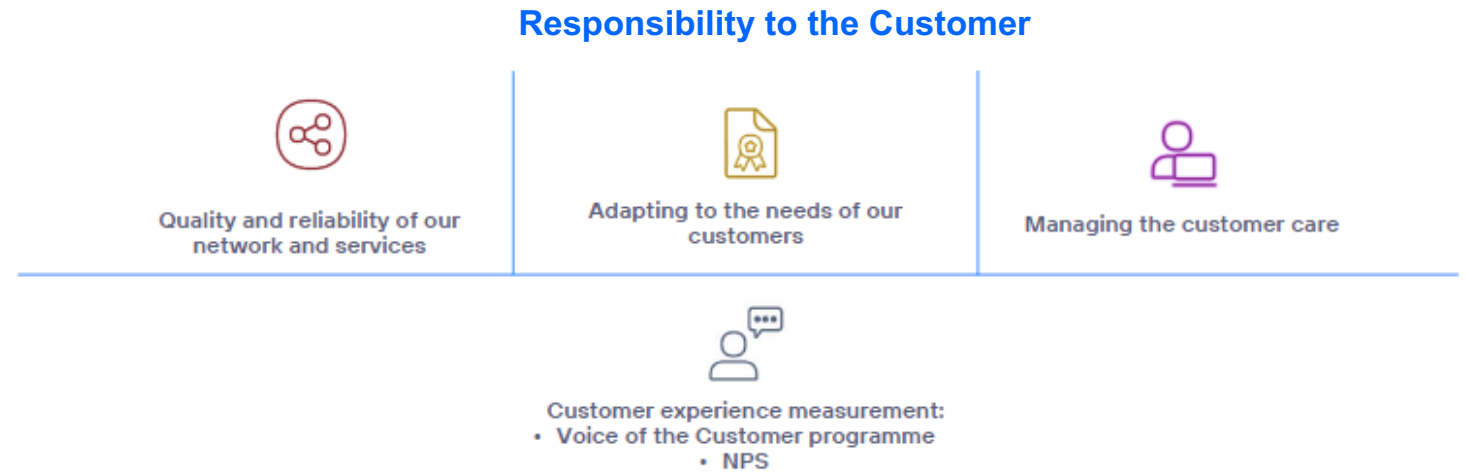 Responsibility to the Customer
Quality and reliability of our
network and services
Adapting to the needs of our
customers
Managing the customer care
Customer experience measurement:
• Voice of the Customer programme
• NPS